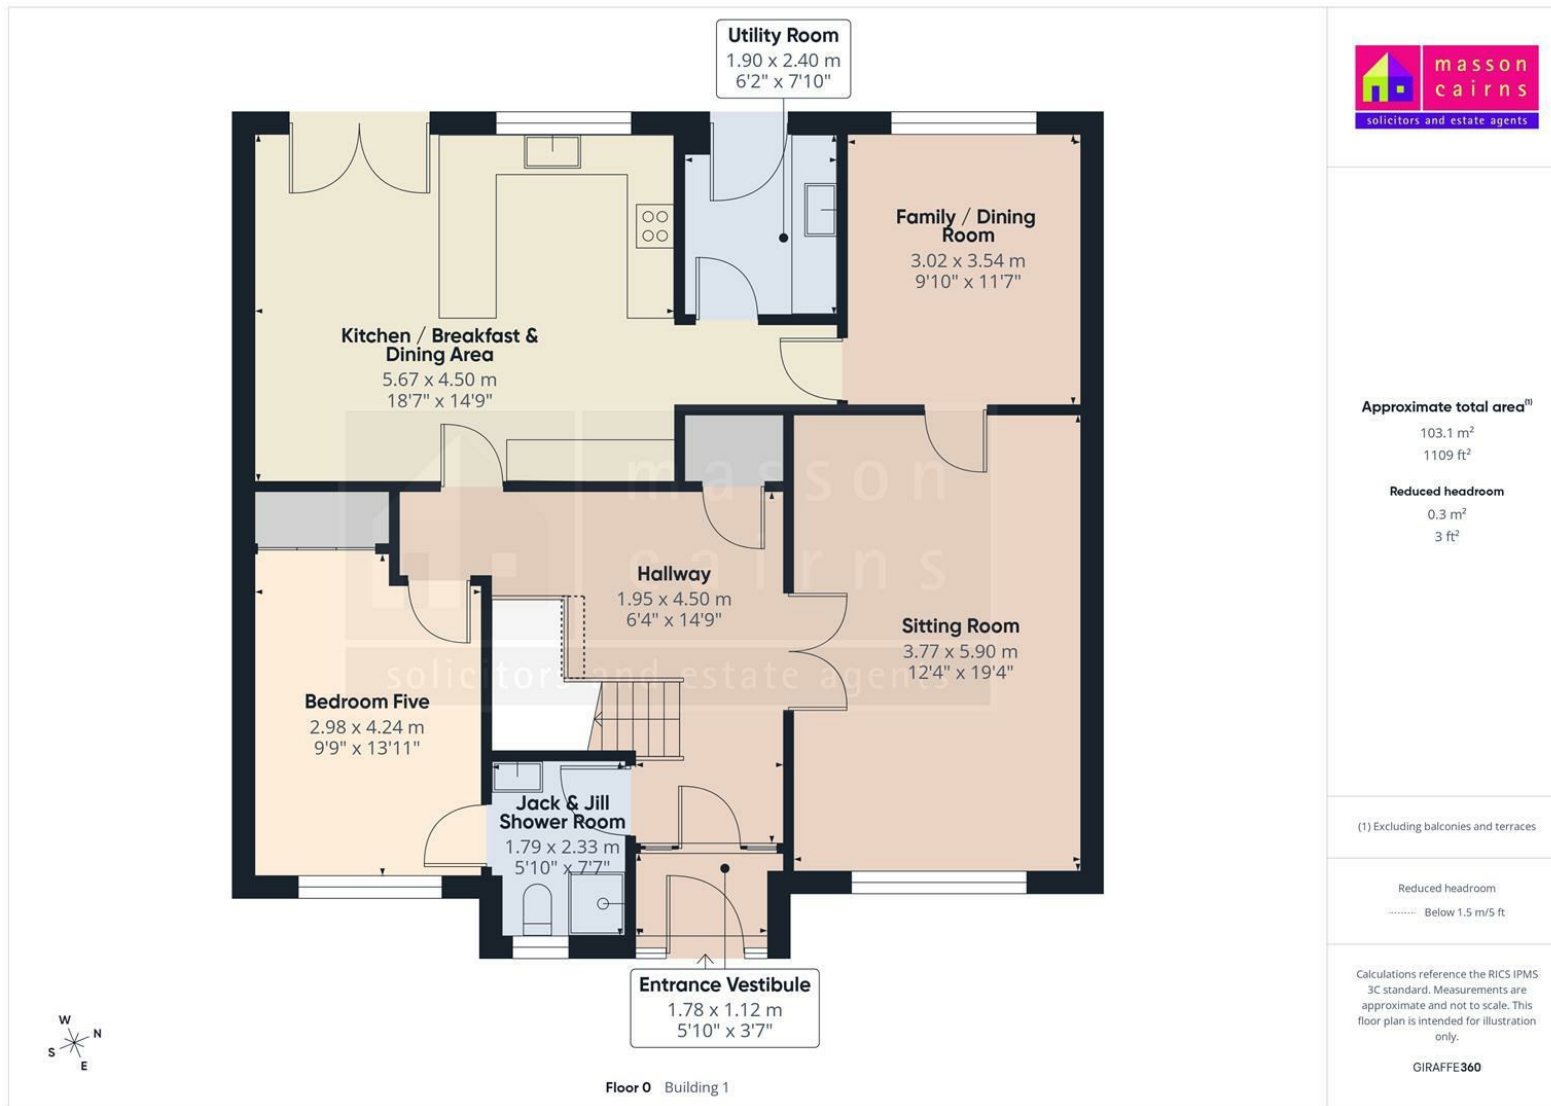 Utility Room
1.90 x 2.40 m
6'2" x 7'10"
masson
cairns
solicitors and estate agents
Family / Dining
Room
3.02 x 3.54 m
9'10" x 11'7"
Kitchen / Breakfast &
Dining Area
5.67 x 4.50 m
18'7" x 14'9"
masson
cairns
solicitors and estate agents
Hallway
1.95 x 4.50 m
6'4" x 14'9"
Sitting Room
3.77 x 5.90 m
12'4" x 19'4"
Bedroom Five
2.98 x 4.24 m
9'9" x 13'11"
Jack & Jill
Shower Room
1.79 x 2.33 m
5'10" x 7'7"
Entrance Vestibule
1.78 x 1.12 m
5'10" x 3'7"
W
N
S
E
Floor 0 Building 1
Approximate total area(1)
103.1 m²
1109 ft²
Reduced headroom
0.3 m²
3 ft²
(1) Excluding balconies and terraces
Reduced headroom
Below 1.5 m/5 ft
Calculations reference the RICS IPMS
3C standard. Measurements are
approximate and not to scale. This
floor plan is intended for illustration
only.
GIRAFFE360